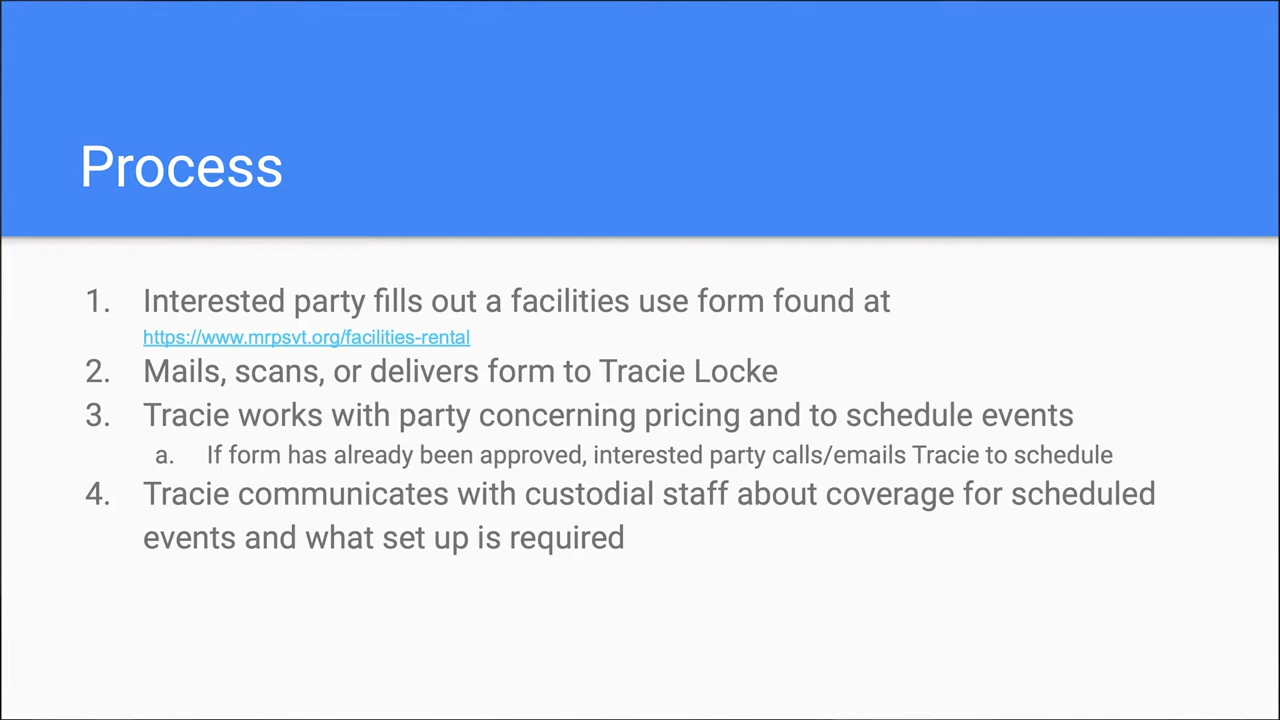 Process
1. Interested party fills out a facilities use form found at
https://www.mrpsvt.org/facilities-rental
2. Mails, scans, or delivers form to Tracie Locke
3. Tracie works with party concerning pricing and to schedule events
a. If form has already been approved, interested party calls/emails Tracie to schedule
4. Tracie communicates with custodial staff about coverage for scheduled
events and what set up is required